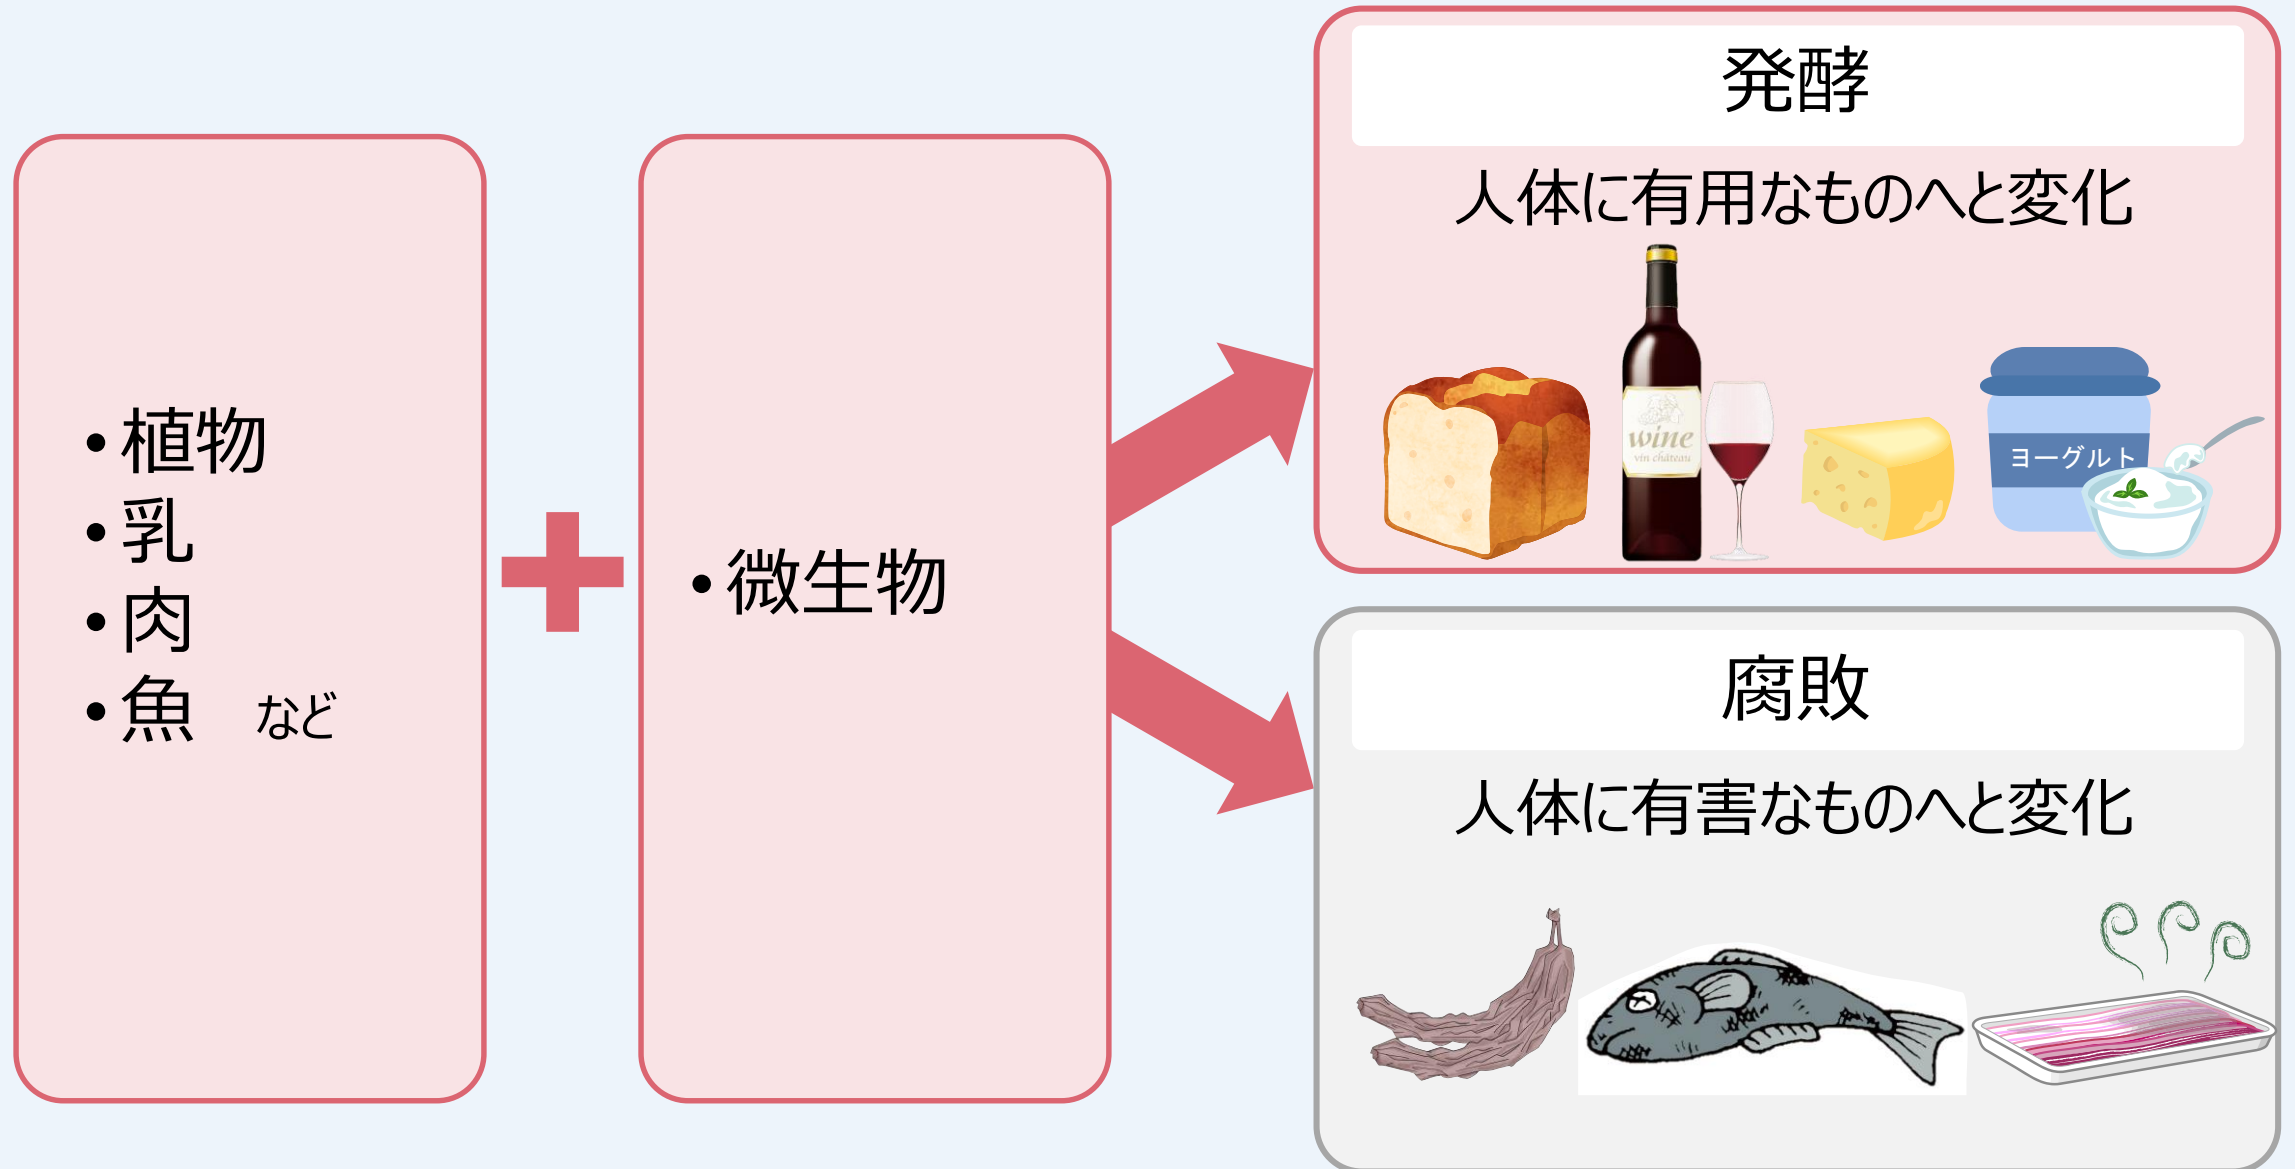 • 植物
• 乳
• 肉
• 魚　など
• 微生物
発酵
人体に有用なものへと変化
wine
vin château
ヨーグルト
腐敗
人体に有害なものへと変化